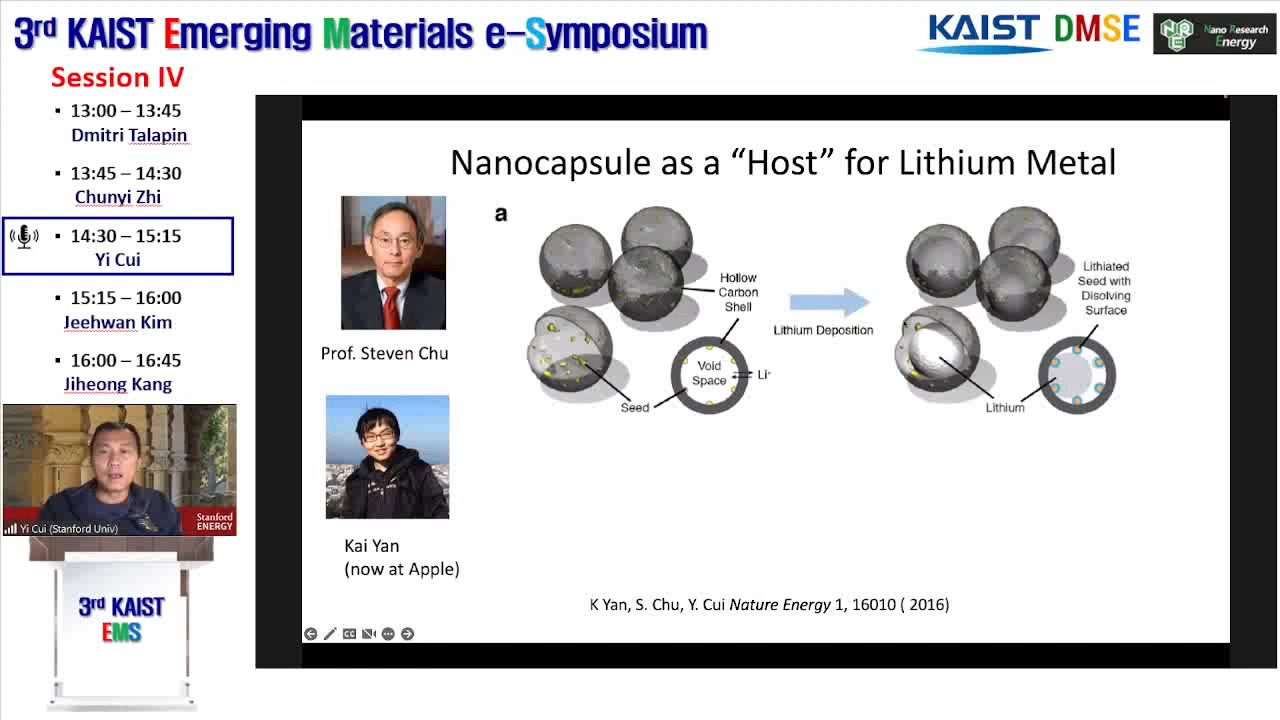 3rd KAIST Emerging Materials e-Symposium
KAIST DMSE
Nano Research
Energy
NRE
Session IV
▪ 13:00 – 13:45
Dmitri Talapin
▪ 13:45 – 14:30
Chunyi Zhi
▪ 14:30 – 15:15
Yi Cui
▪ 15:15 – 16:00
Jeehwan Kim
▪ 16:00 – 16:45
Jiheong Kang
Stanford
ENERGY
Yi Cui (Stanford Univ)
3rd KAIST
EMS
Nanocapsule as a “Host” for Lithium Metal
Prof. Steven Chu
Kai Yan
(now at Apple)
a
Hollow
Carbon
Shell
Void
Space
Li+
Seed
Lithium Deposition
Lithiated
Seed with
Disolving
Surface
Lithium
K Yan, S. Chu, Y. Cui Nature Energy 1, 16010 ( 2016)
CC